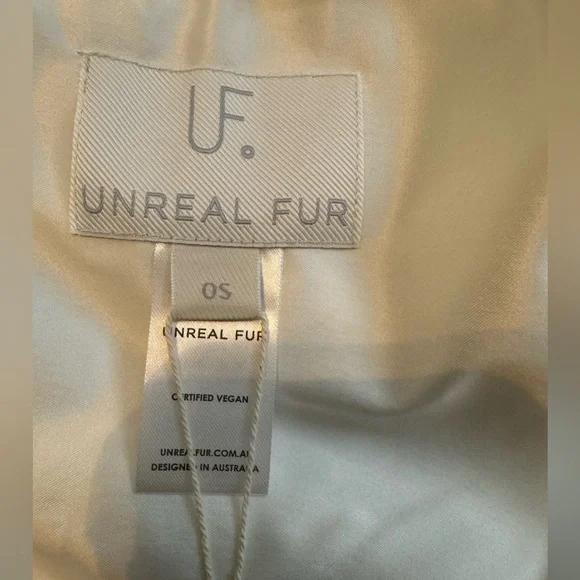 UF.
UNREAL FUR
OS
UNREAL FUR
CERTIFIED VEGAN
UNREALFUR.COM.AU
DESIGNED IN AUSTRALIA